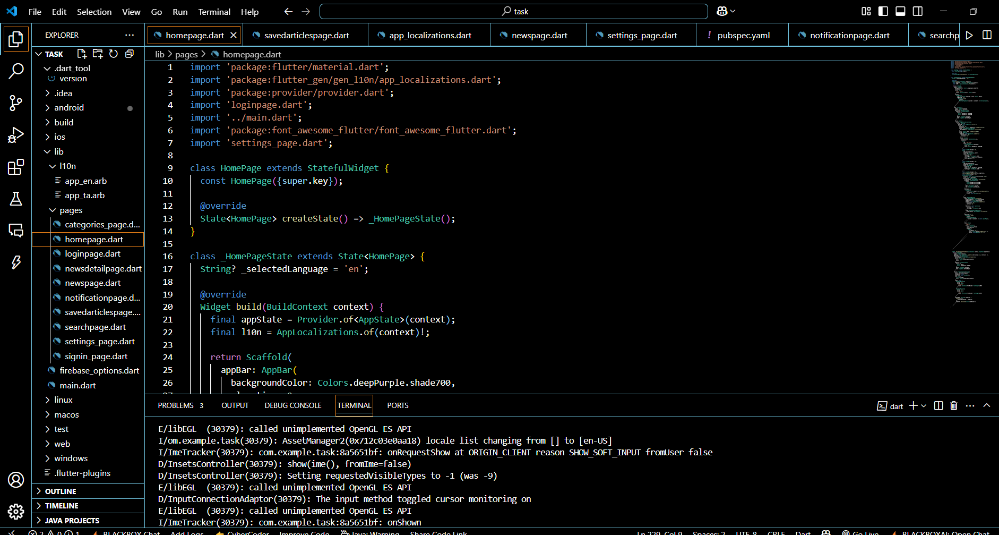 File Edit Selection View Go Run Terminal Help
task
EXPLORER
TASK
.dart_tool
version
.idea
android
build
ios
lib
l10n
app_en.arb
app_ta.arb
pages
categories_page.d...
homepage.dart
loginpage.dart
newsdetailpage.dart
newspage.dart
notificationpage.d...
savedarticlespage....
searchpage.dart
settings_page.dart
signin_page.dart
firebase_options.dart
main.dart
linux
macos
test
web
windows
.flutter-plugins
OUTLINE
TIMELINE
JAVA PROJECTS
homepage.dart savedarticlespage.dart app_localizations.dart newspage.dart settings_page.dart ! pubspec.yaml notificationpage.dart searchp
lib > pages > homepage.dart
1 import 'package:flutter/material.dart';
2 import 'package:flutter_gen/gen_l10n/app_localizations.dart';
3 import 'package:provider/provider.dart';
4 import 'loginpage.dart';
5 import '../main.dart';
6 import 'package:font_awesome_flutter/font_awesome_flutter.dart';
7 import 'settings_page.dart';
8
9 class HomePage extends StatefulWidget {
10 const HomePage({super.key});
11
12 @override
13 State<HomePage> createState() => _HomePageState();
14 }
15
16 class _HomePageState extends State<HomePage> {
17 String? _selectedLanguage = 'en';
18
19 @override
20 Widget build(BuildContext context) {
21 final appState = Provider.of<AppState>(context);
22 final l10n = AppLocalizations.of(context)!;
23
24 return Scaffold(
25 appBar: AppBar(
26 backgroundColor: Colors.deepPurple.shade700,
PROBLEMS 3 OUTPUT DEBUG CONSOLE TERMINAL PORTS
dart
E/libEGL (30379): called unimplemented OpenGL ES API
I/om.example.task(30379): AssetManager2(0x712c03e0aa18) locale list changing from [] to [en-US]
I/ImeTracker(30379): com.example.task:8a5651bf: onRequestShow at ORIGIN_CLIENT reason SHOW_SOFT_INPUT fromUser false
D/InsetsController(30379): show(ime(), fromIme=false)
D/InsetsController(30379): Setting requestedVisibleTypes to -1 (was -9)
E/libEGL (30379): called unimplemented OpenGL ES API
D/InputConnectionAdaptor(30379): The input method toggled cursor monitoring on
E/libEGL (30379): called unimplemented OpenGL ES API
I/ImeTracker(30379): com.example.task:8a5651bf: onShown
2 0 1 BLACKBOX Chat Add Logs CyberCoder Improve Code Java: Warning Share Code Link Ln 229, Col 9 Spaces: 2 UTF-8 CRLF Dart Go Live BLACKBOXAI: Open Chat